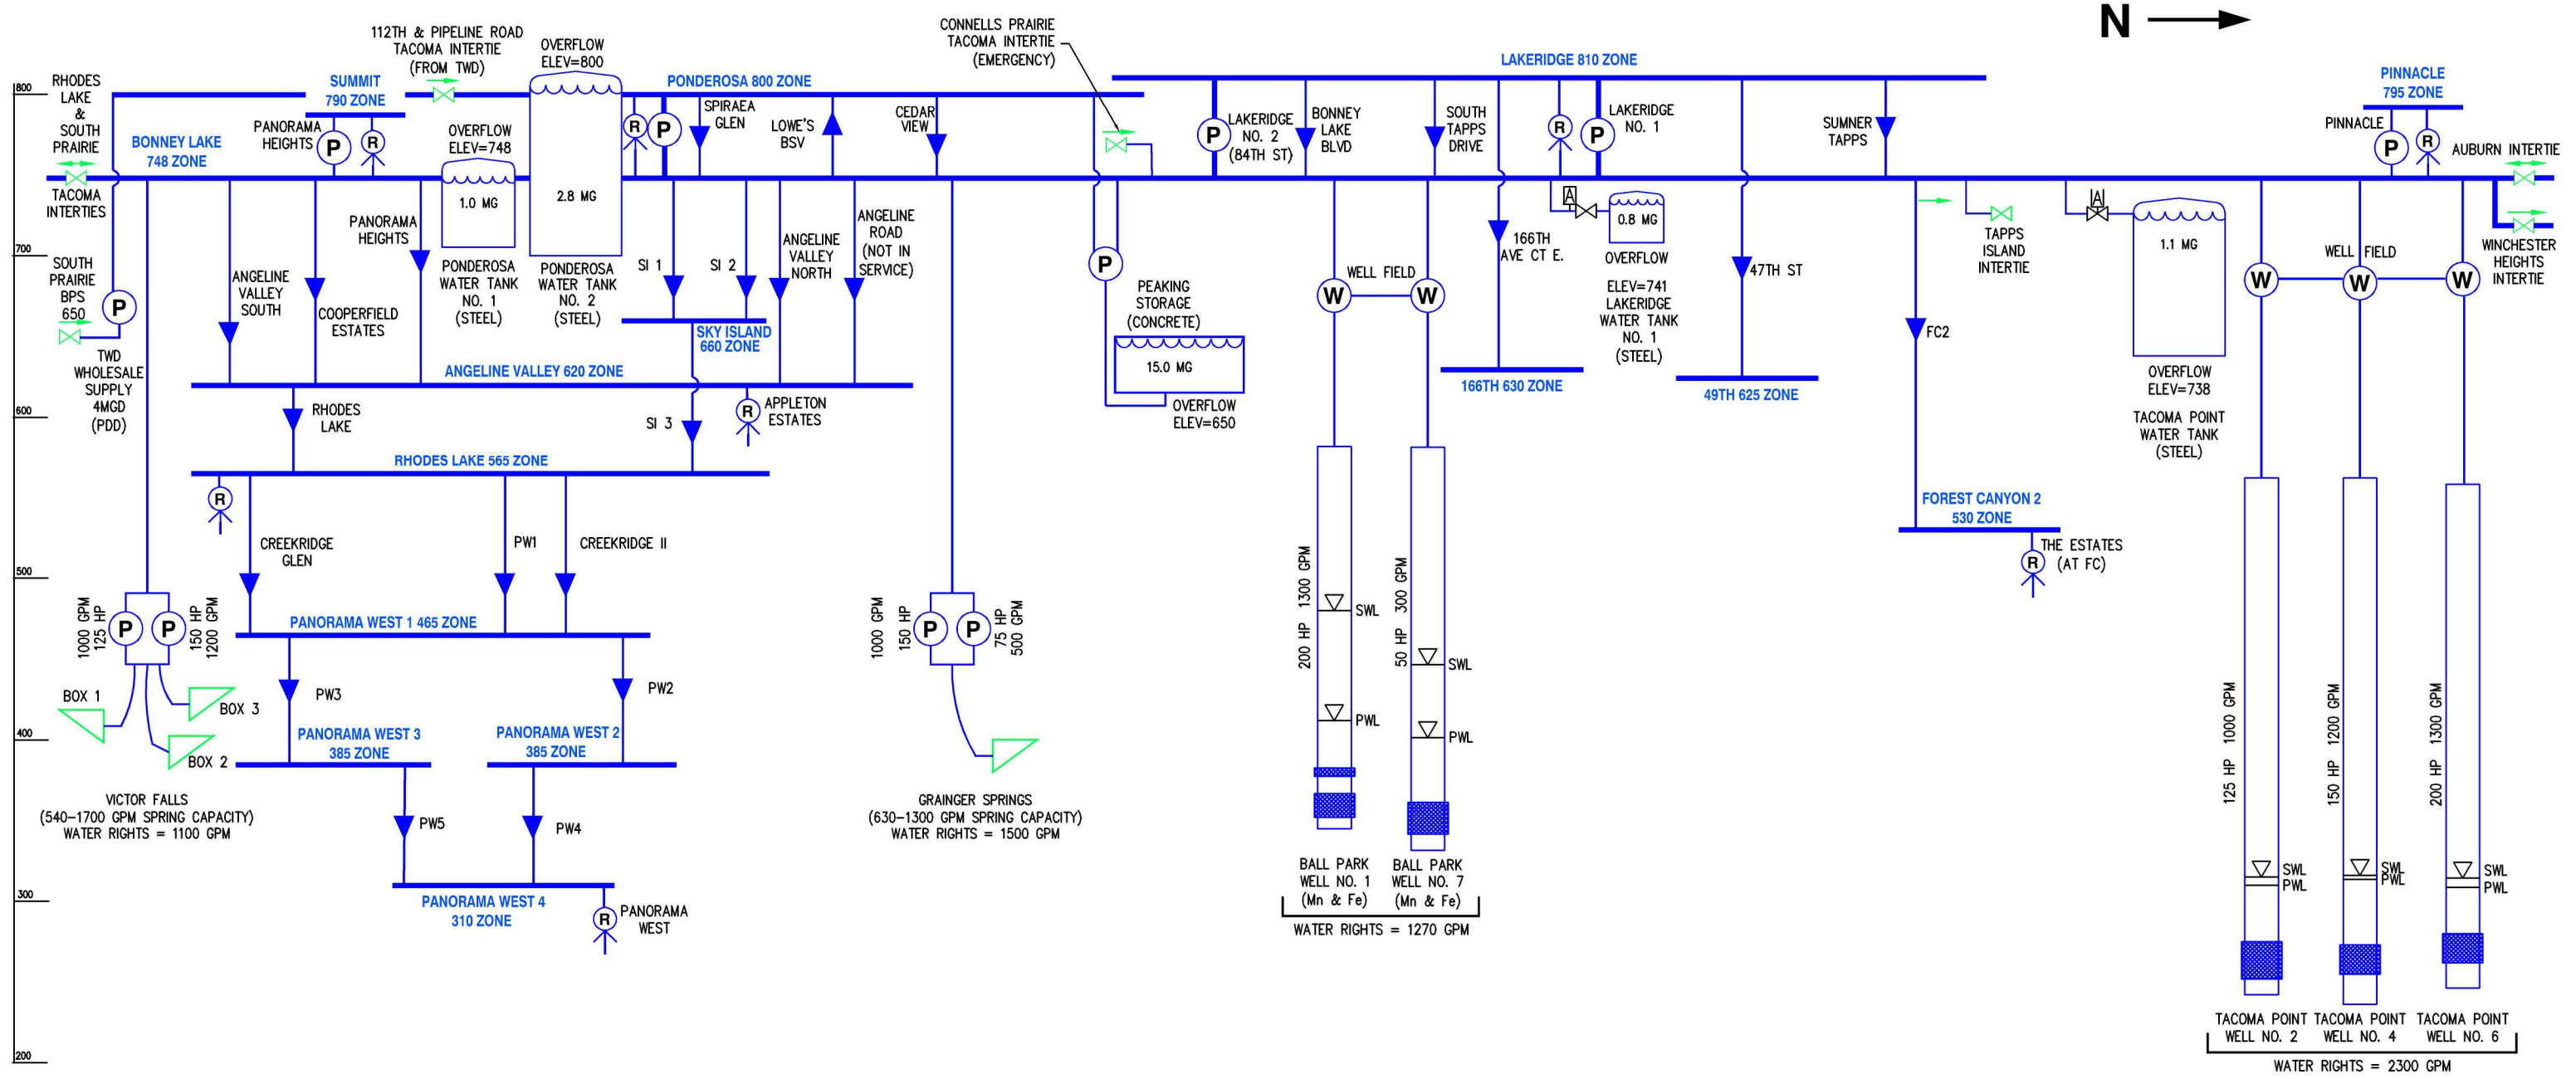 N
112TH & PIPELINE ROAD
TACOMA INTERTIE
(FROM TWD)
OVERFLOW
ELEV=800
CONNELLS PRAIRIE
TACOMA INTERTIE
(EMERGENCY)
800
RHODES
LAKE
&
SOUTH
PRAIRIE
SUMMIT
790 ZONE
PONDEROSA 800 ZONE
LAKERIDGE 810 ZONE
PINNACLE
795 ZONE
BONNEY LAKE
748 ZONE
PANORAMA
HEIGHTS
P
R
OVERFLOW
ELEV=748
R
P
SPIRAEA
GLEN
LOWE'S
BSV
CEDAR
VIEW
P
LAKERIDGE
NO. 2
(84TH ST)
BONNEY
LAKE
BLVD
SOUTH
TAPPS
DRIVE
R
P
LAKERIDGE
NO. 1
SUMNER
TAPPS
PINNACLE
P
R
AUBURN INTERTIE
TACOMA
INTERTIES
1.0 MG
2.8 MG
A
0.8 MG
A
1.1 MG
700
PANORAMA
HEIGHTS
ANGELINE
VALLEY
SOUTH
COOPERFIELD
ESTATES
PONDEROSA
WATER TANK
NO. 1
(STEEL)
PONDEROSA
WATER TANK
NO. 2
(STEEL)
SI 1
SI 2
ANGELINE
VALLEY
NORTH
ANGELINE
ROAD
(NOT IN
SERVICE)
P
PEAKING
STORAGE
(CONCRETE)
15.0 MG
OVERFLOW
ELEV=650
WELL FIELD
W
W
166TH
AVE CT E.
OVERFLOW
ELEV=741
LAKERIDGE
WATER TANK
NO. 1
(STEEL)
47TH ST
TAPPS
ISLAND
INTERTIE
FC2
OVERFLOW
ELEV=738
TACOMA POINT
WATER TANK
(STEEL)
WELL FIELD
W
W
W
WINCHESTER
HEIGHTS
INTERTIE
SOUTH
PRAIRIE
BPS
650
P
TWD
WHOLESALE
SUPPLY
4MGD
(PDD)
SKY ISLAND
660 ZONE
ANGELINE VALLEY 620 ZONE
166TH 630 ZONE
49TH 625 ZONE
600
RHODES
LAKE
SI 3
R
APPLETON
ESTATES
RHODES LAKE 565 ZONE
R
CREEKRIDGE
GLEN
PW1
CREEKRIDGE II
FOREST CANYON 2
530 ZONE
R
THE ESTATES
(AT FC)
500
1000 GPM
125 HP
P
P
150 HP
1200 GPM
PANORAMA WEST 1 465 ZONE
1000 GPM
150 HP
P
P
75 HP
500 GPM
200 HP 1300 GPM
SWL
PWL
50 HP 300 GPM
SWL
PWL
BOX 1
BOX 3
BOX 2
PW3
PW2
400
PANORAMA WEST 3
385 ZONE
PANORAMA WEST 2
385 ZONE
VICTOR FALLS
(540-1700 GPM SPRING CAPACITY)
WATER RIGHTS = 1100 GPM
PW5
PW4
GRAINGER SPRINGS
(630-1300 GPM SPRING CAPACITY)
WATER RIGHTS = 1500 GPM
BALL PARK
WELL NO. 1
(Mn & Fe)
BALL PARK
WELL NO. 7
(Mn & Fe)
WATER RIGHTS = 1270 GPM
125 HP 1000 GPM
SWL
PWL
150 HP 1200 GPM
SWL
PWL
200 HP 1300 GPM
SWL
PWL
300
PANORAMA WEST 4
310 ZONE
R
PANORAMA
WEST
TACOMA POINT
WELL NO. 2
TACOMA POINT
WELL NO. 4
TACOMA POINT
WELL NO. 6
WATER RIGHTS = 2300 GPM
200